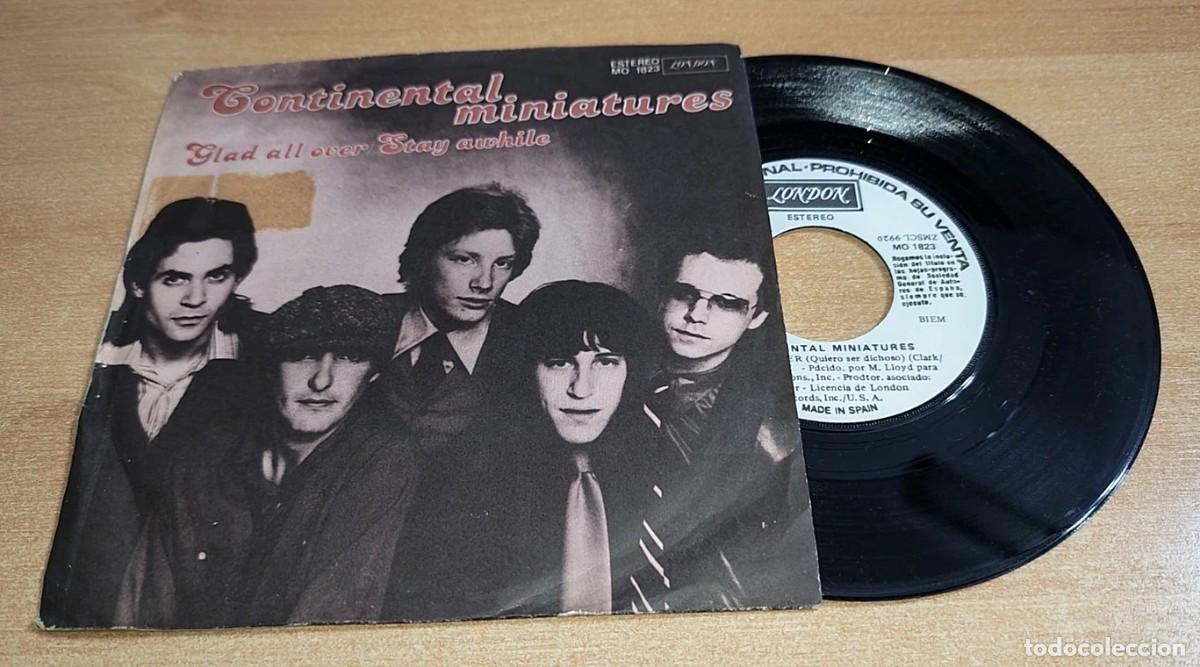 Continental
miniatures
ESTEREO
MO 1823
LONDON
Glad all over Stay awhile
PROHIBIDA SU VENTA
LONDON
ESTEREO
ZMSCL 9920
MO 1823
Rogamos la inclu-
sión del título en
las hojas-progra-
ma de Sociedad
General de Auto-
res de España,
siempre que se
ejecute.
BIEM
MINIATURES
(Quiero ser dichoso) (Clark/
- Pdcido. por M. Lloyd para
Inc. - Prodtor. asociado:
- Licencia de London
Inc./U.S.A.
MADE IN SPAIN
todocoleccion